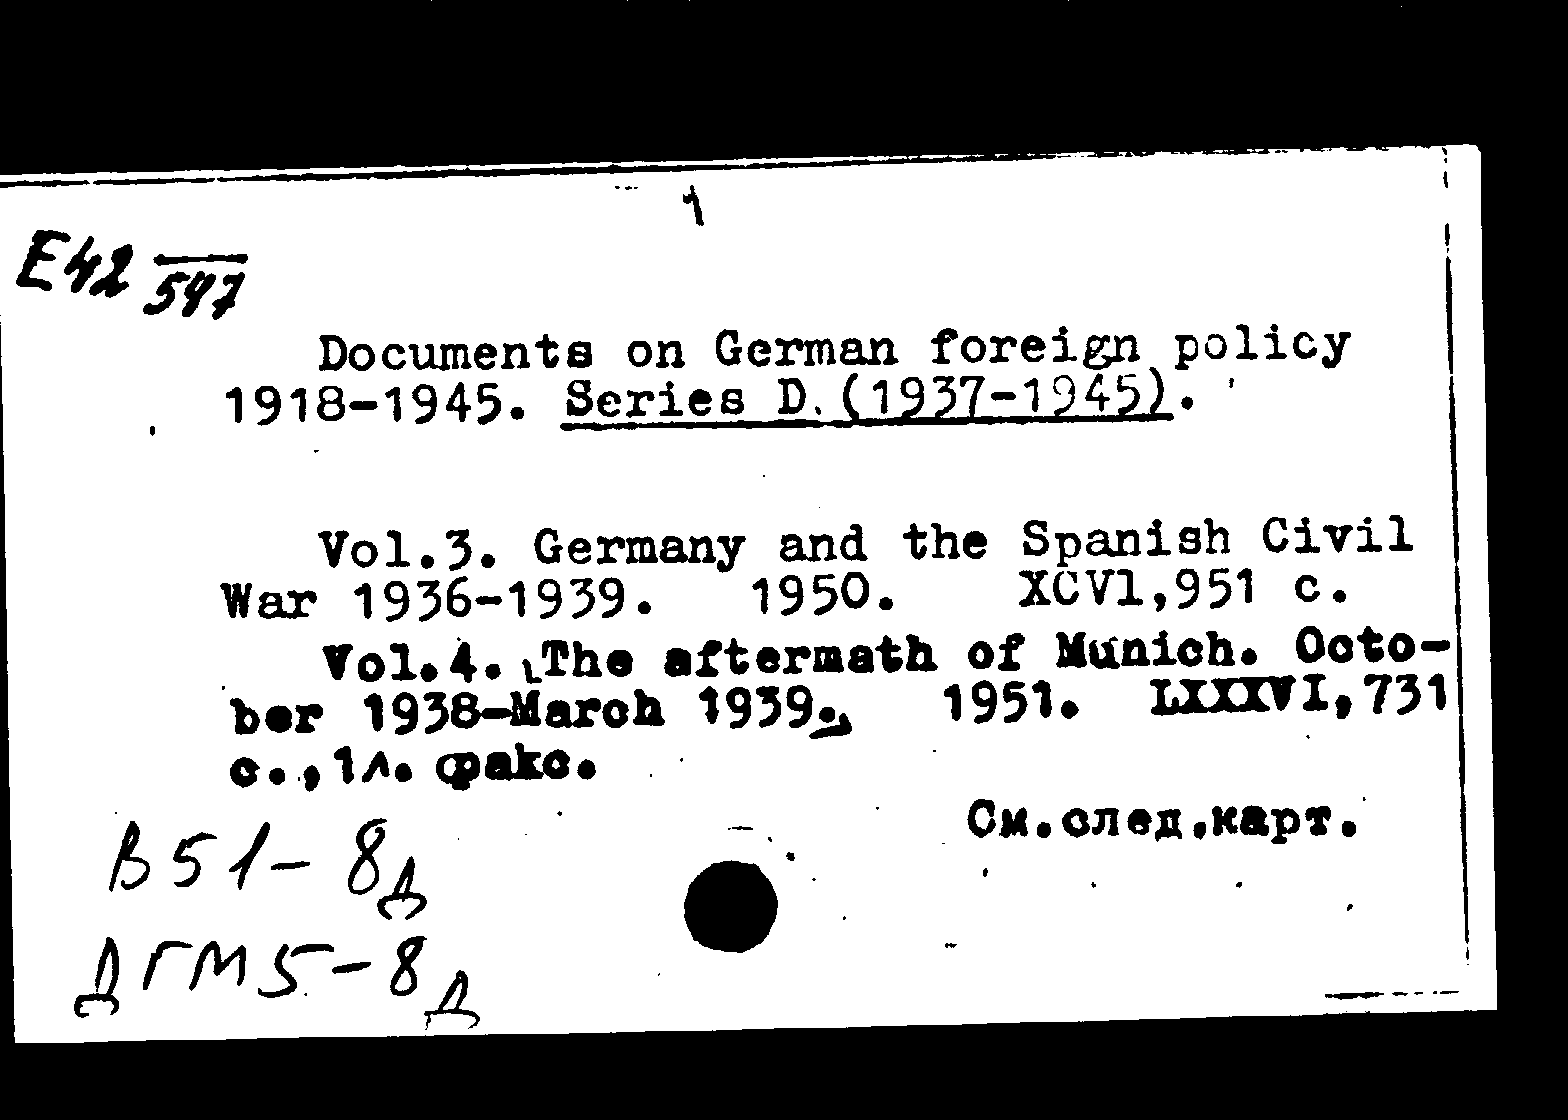 1
E42 547
Documents on German foreign policy
1918-1945. Series D. (1937-1945).
Vol.3. Germany and the Spanish Civil
War 1936-1939. 1950. XCVl,951 с.
Vol.4. The aftermath of Munich. Octo-
ber 1938-March 1939. 1951. LXXXVI,731
с.,1л. факс.
См.след.карт.
В51-8д
ДГМ5-8д